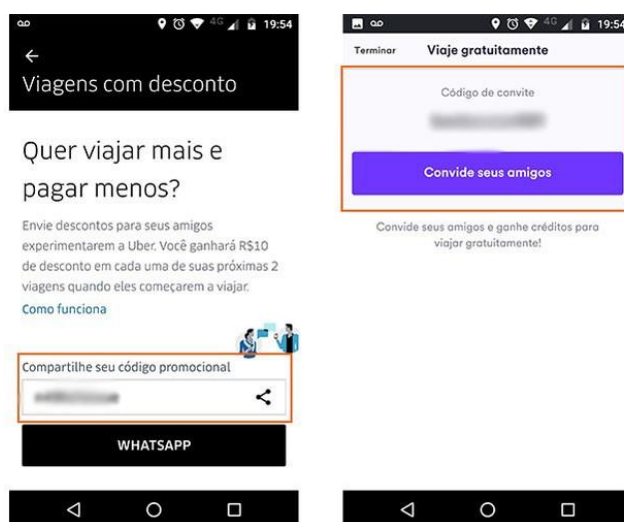 4G 19:54
Viagens com desconto
Quer viajar mais e
pagar menos?
Envie descontos para seus amigos
experimentarem a Uber. Você ganhará R$10
de desconto em cada uma de suas próximas 2
viagens quando eles começarem a viajar.
Como funciona
Compartilhe seu código promocional
WHATSAPP
4G 19:54
Terminar Viaje gratuitamente
Código de convite
Convide seus amigos
Convide seus amigos e ganhe créditos para
viajar gratuitamente!